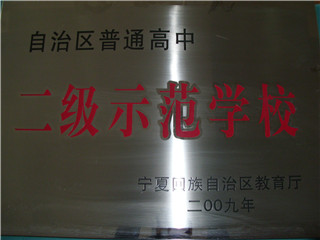 自治区普通高中
二级示范学校
宁夏回族自治区教育厅
二00九年